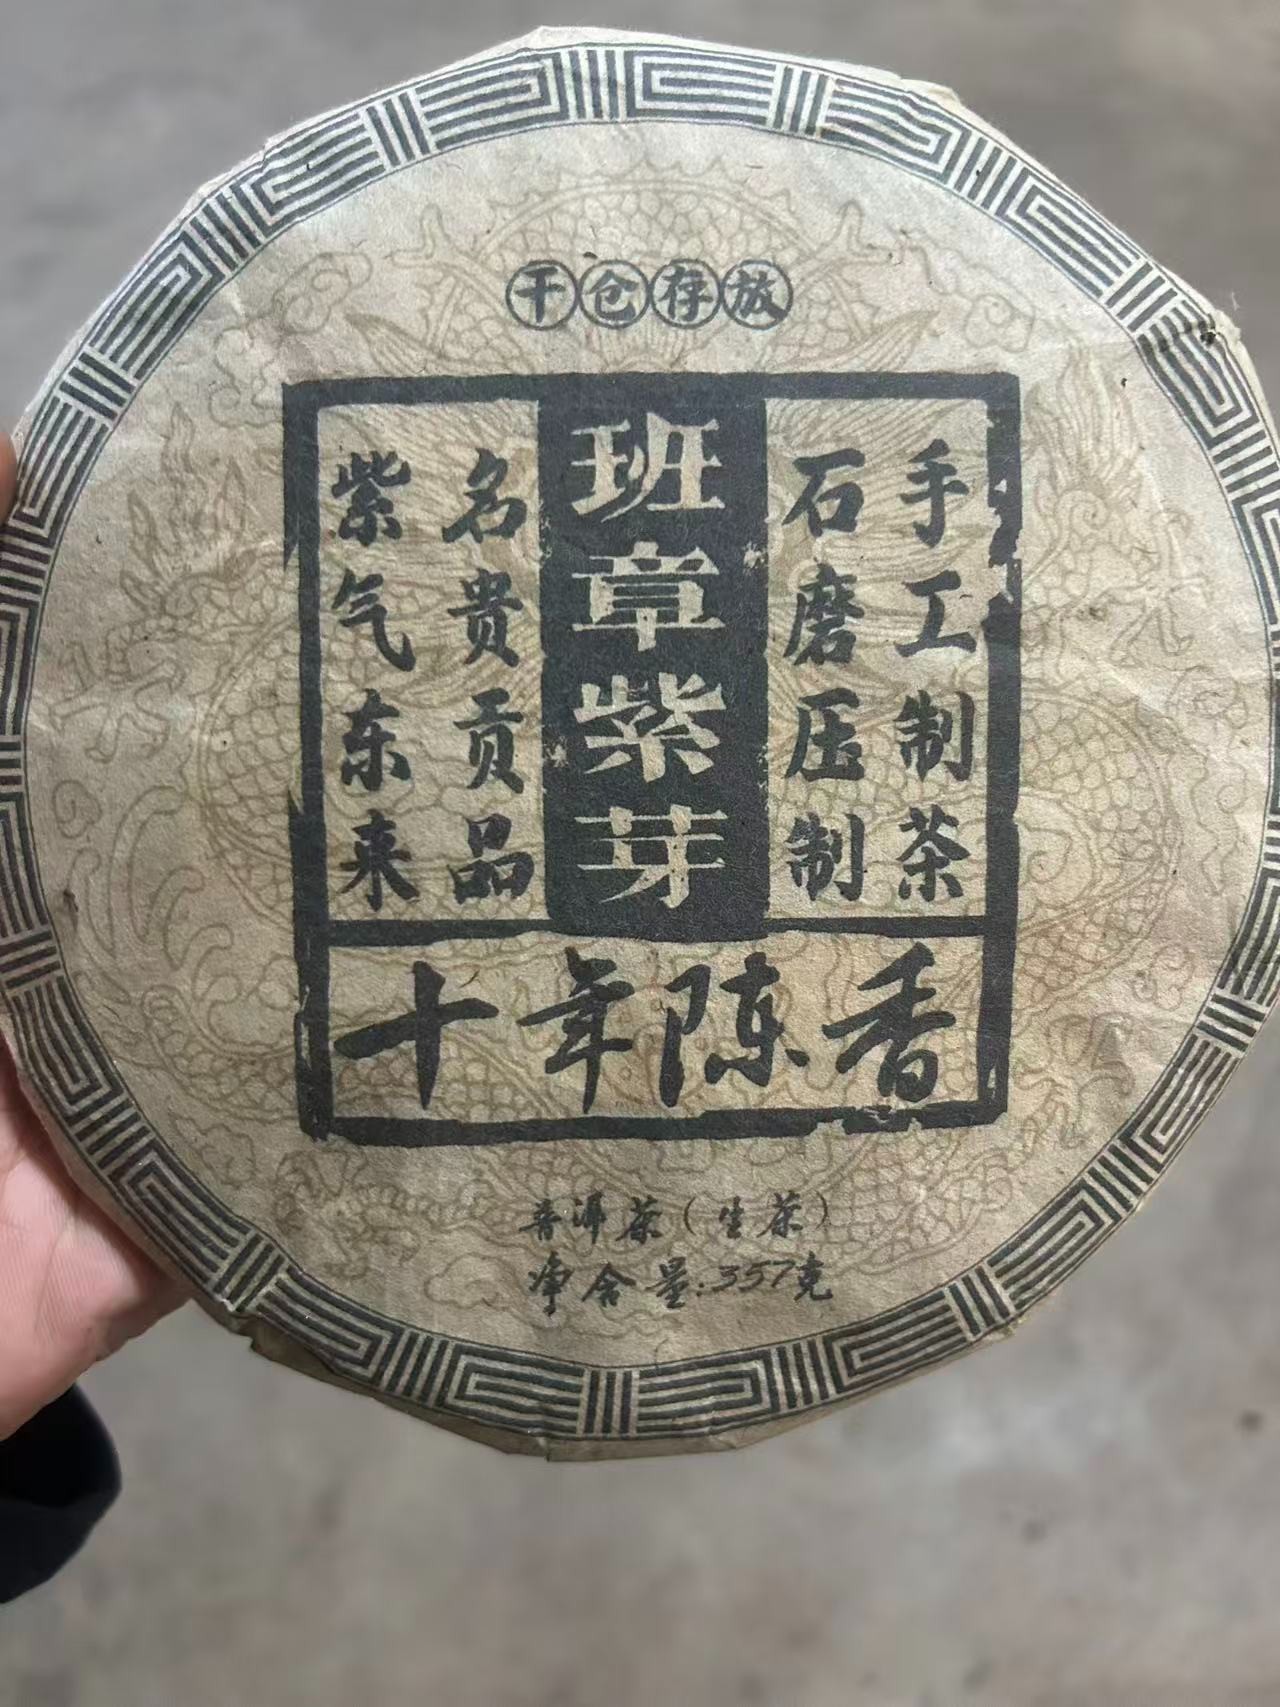 干仓存放
手工制茶
石磨压制
班章紫芽
名贵贡品
紫气东来
十年陈香
普洱茶(生茶)
净含量:357克